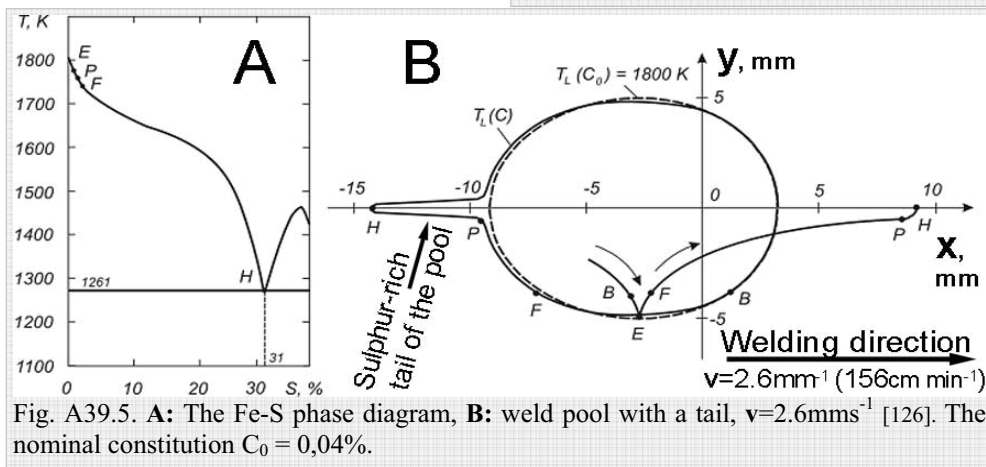 T, K
A
1800
1700
1600
1500
1400
1300
1200
1100
E
P
F
H
1261
31
0
10
20
30
S, %
B
y, mm
T_L (C_0) = 1800 K
T_L(C)
5
-15
-10
-5
0
5
10
H
P
F
B
E
F
B
P
H
-5
x,
mm
Sulphur-rich
tail of the pool
Welding direction
v=2.6mm⁻¹ (156cm min⁻¹)
Fig. A39.5. A: The Fe-S phase diagram, B: weld pool with a tail, v=2.6mms⁻¹ [126]. The
nominal constitution C₀ = 0,04%.